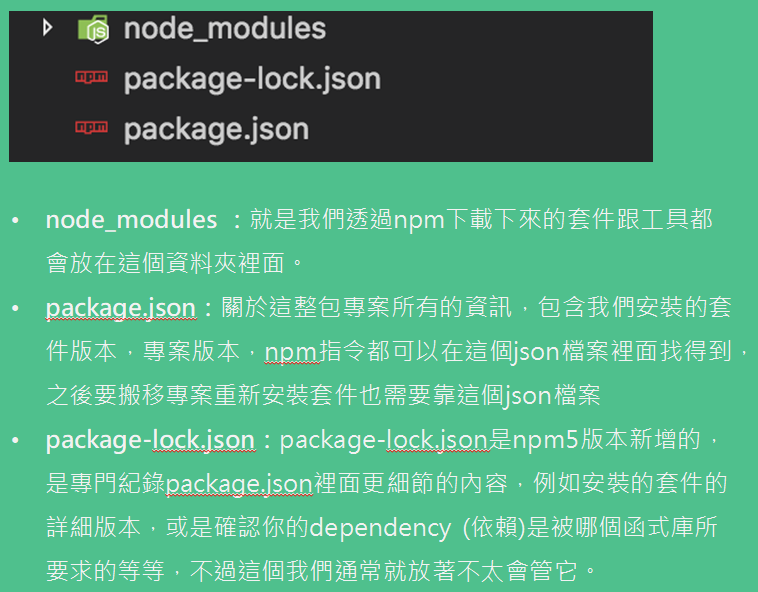 node_modules
package-lock.json
package.json
• node_modules ：就是我們透過npm下載下來的套件跟工具都
會放在這個資料夾裡面。
• package.json：關於這整包專案所有的資訊，包含我們安裝的套
件版本，專案版本，npm指令都可以在這個json檔案裡面找得到，
之後要搬移專案重新安裝套件也需要靠這個json檔案
• package-lock.json：package-lock.json是npm5版本新增的，
是專門紀錄package.json裡面更細節的內容，例如安裝的套件的
詳細版本，或是確認你的dependency (依賴)是被哪個函式庫所
要求的等等，不過這個我們通常就放著不太會管它。